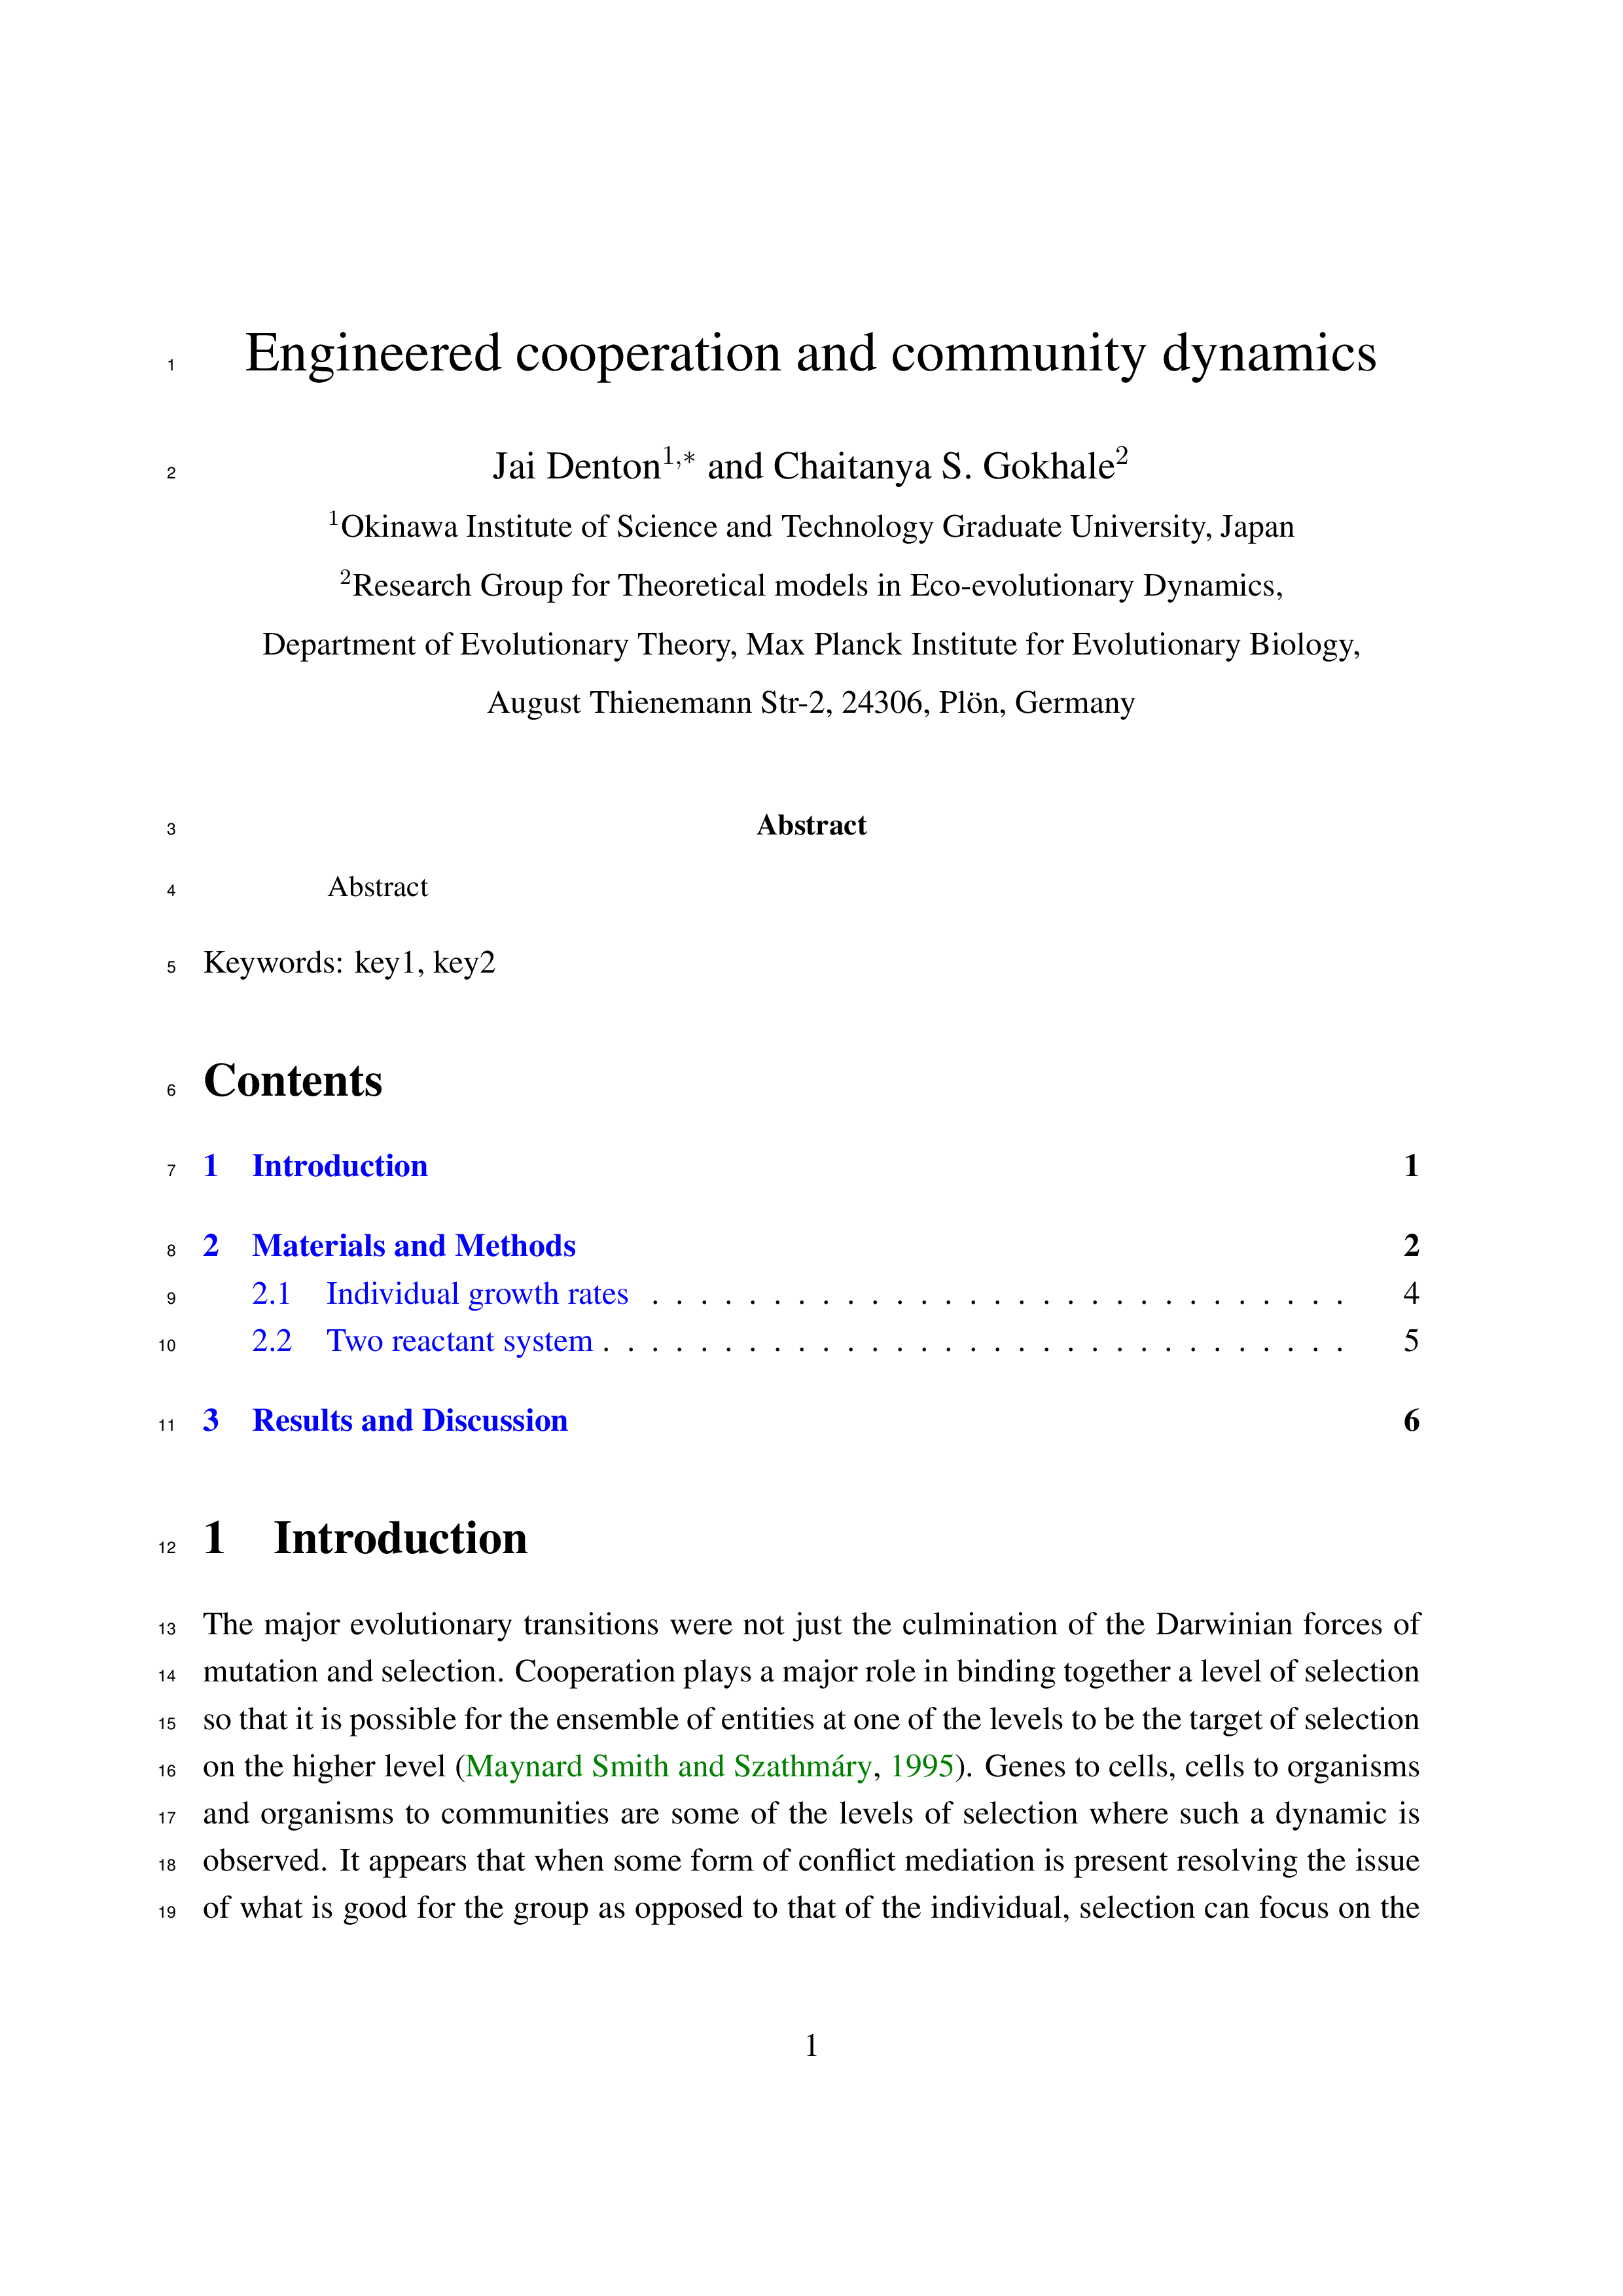 1 Engineered cooperation and community dynamics
2 Jai Denton1,* and Chaitanya S. Gokhale2
1Okinawa Institute of Science and Technology Graduate University, Japan
2Research Group for Theoretical models in Eco-evolutionary Dynamics,
Department of Evolutionary Theory, Max Planck Institute for Evolutionary Biology,
August Thienemann Str-2, 24306, Plön, Germany
3 Abstract
4 Abstract
5 Keywords: key1, key2
6 Contents
7 1 Introduction 1
8 2 Materials and Methods 2
9 2.1 Individual growth rates . . . . . . . . . . . . . . . . . . . . . . . . . . . . . 4
10 2.2 Two reactant system . . . . . . . . . . . . . . . . . . . . . . . . . . . . . . . 5
11 3 Results and Discussion 6
12 1 Introduction
13 The major evolutionary transitions were not just the culmination of the Darwinian forces of
14 mutation and selection. Cooperation plays a major role in binding together a level of selection
15 so that it is possible for the ensemble of entities at one of the levels to be the target of selection
16 on the higher level (Maynard Smith and Szathmáry, 1995). Genes to cells, cells to organisms
17 and organisms to communities are some of the levels of selection where such a dynamic is
18 observed. It appears that when some form of conflict mediation is present resolving the issue
19 of what is good for the group as opposed to that of the individual, selection can focus on the
1